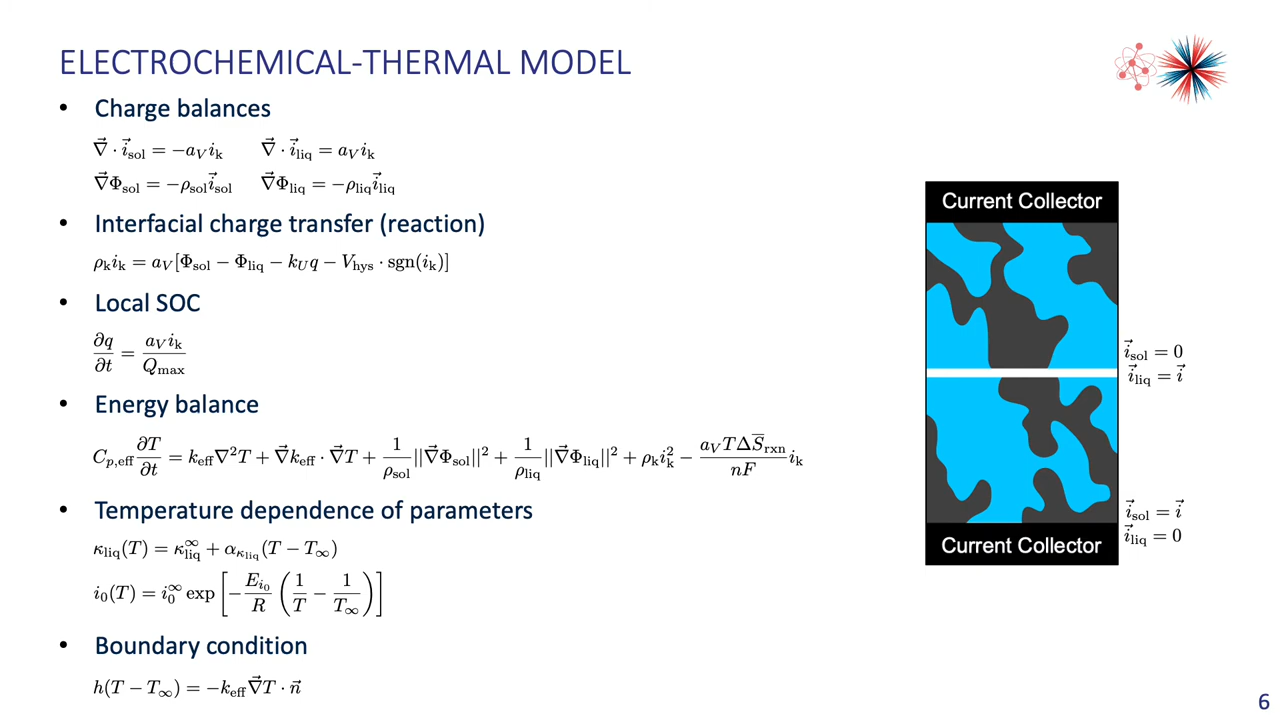 ELECTROCHEMICAL-THERMAL MODEL
• Charge balances
∇⃗ · i⃗_sol = −a_V i_k    ∇⃗ · i⃗_liq = a_V i_k
∇⃗Φ_sol = −ρ_sol i⃗_sol    ∇⃗Φ_liq = −ρ_liq i⃗_liq
• Interfacial charge transfer (reaction)
ρ_k i_k = a_V[Φ_sol − Φ_liq − k_U q − V_hys · sgn(i_k)]
• Local SOC
∂q/∂t = a_V i_k / Q_max
• Energy balance
C_p,eff ∂T/∂t = k_eff ∇²T + ∇⃗k_eff · ∇⃗T + 1/ρ_sol ||∇⃗Φ_sol||² + 1/ρ_liq ||∇⃗Φ_liq||² + ρ_k i_k² − (a_V T ΔS̅_rxn / nF) i_k
• Temperature dependence of parameters
κ_liq(T) = κ_liq^∞ + α_κ_liq (T − T_∞)
i_0(T) = i_0^∞ exp[−E_i_0/R (1/T − 1/T_∞)]
• Boundary condition
h(T − T_∞) = −k_eff ∇⃗T · n⃗
Current Collector
i⃗_sol = 0
i⃗_liq = i⃗
i⃗_sol = i⃗
i⃗_liq = 0
Current Collector
6